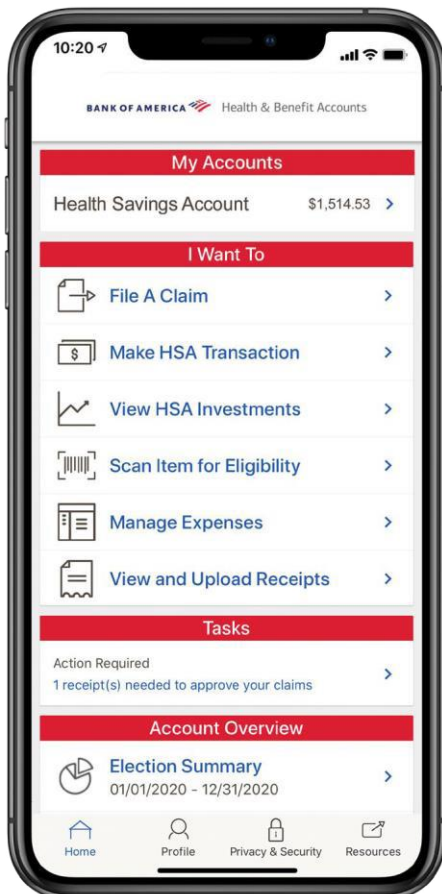 10:20
BANK OF AMERICA Health & Benefit Accounts
My Accounts
Health Savings Account $1,514.53
I Want To
File A Claim
$ Make HSA Transaction
View HSA Investments
Scan Item for Eligibility
Manage Expenses
View and Upload Receipts
Tasks
Action Required
1 receipt(s) needed to approve your claims
Account Overview
Election Summary
01/01/2020 - 12/31/2020
Home Profile Privacy & Security Resources